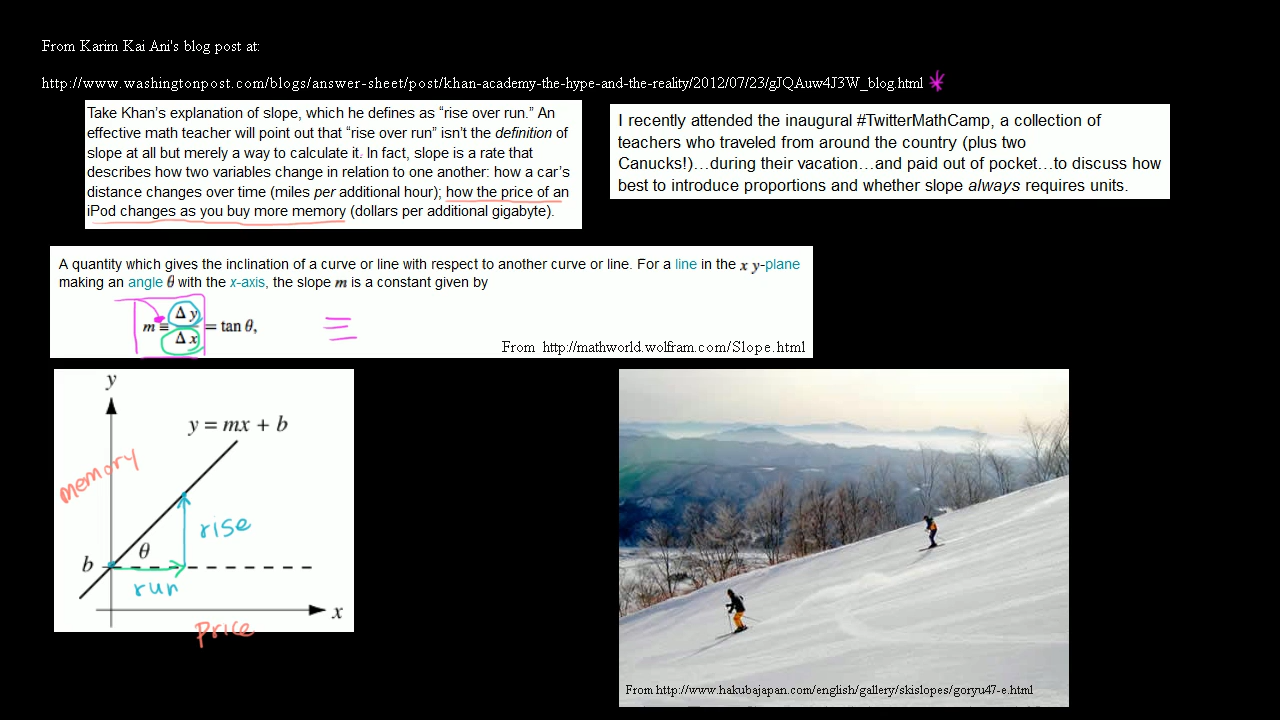 From Karim Kai Ani's blog post at:
http://www.washingtonpost.com/blogs/answer-sheet/post/khan-academy-the-hype-and-the-reality/2012/07/23/gJQAuw4J3W_blog.html
Take Khan's explanation of slope, which he defines as “rise over run.” An
effective math teacher will point out that “rise over run” isn't the definition of
slope at all but merely a way to calculate it. In fact, slope is a rate that
describes how two variables change in relation to one another: how a car's
distance changes over time (miles per additional hour); how the price of an
iPod changes as you buy more memory (dollars per additional gigabyte).
I recently attended the inaugural #TwitterMathCamp, a collection of
teachers who traveled from around the country (plus two
Canucks!)…during their vacation…and paid out of pocket…to discuss how
best to introduce proportions and whether slope always requires units.
A quantity which gives the inclination of a curve or line with respect to another curve or line. For a line in the x y-plane
making an angle θ with the x-axis, the slope m is a constant given by
m ≡ Δy/Δx = tan θ,
≡
From http://mathworld.wolfram.com/Slope.html
y
y = mx + b
memory
rise
θ
b
run
x
price
From http://www.hakubajapan.com/english/gallery/skislopes/goryu47-e.html